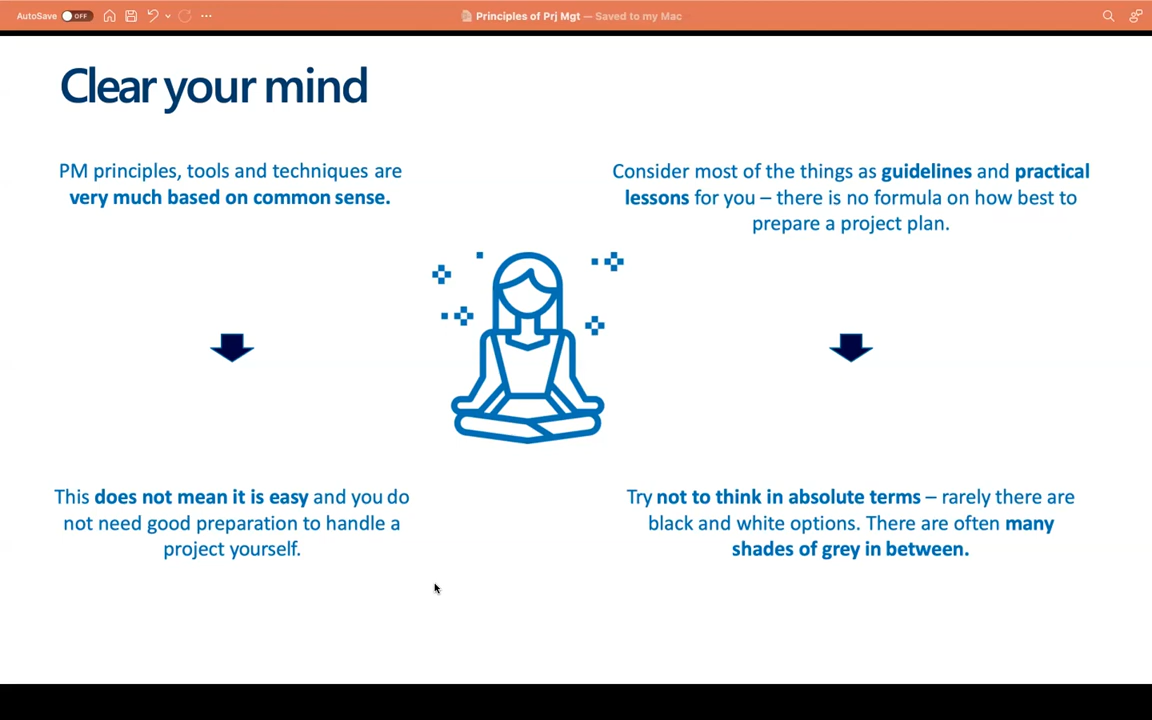 AutoSave OFF
Principles of Prj Mgt — Saved to my Mac
Clear your mind
PM principles, tools and techniques are
very much based on common sense.
Consider most of the things as guidelines and practical
lessons for you – there is no formula on how best to
prepare a project plan.
This does not mean it is easy and you do
not need good preparation to handle a
project yourself.
Try not to think in absolute terms – rarely there are
black and white options. There are often many
shades of grey in between.